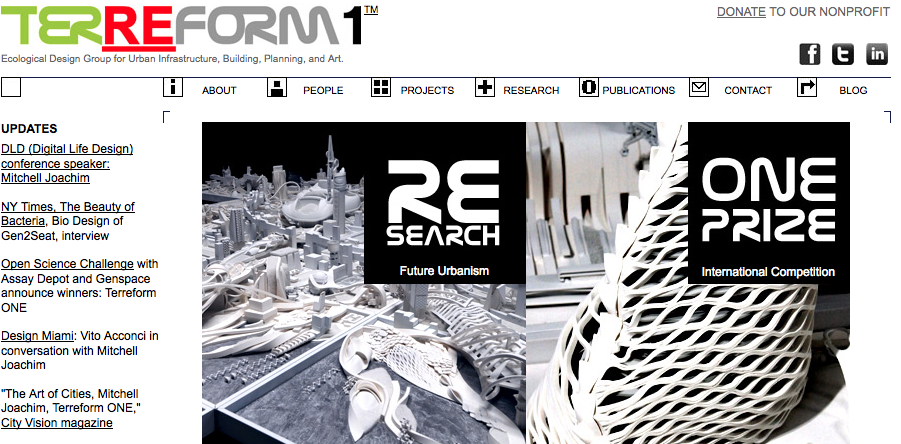 TERREFORM 1™
DONATE TO OUR NONPROFIT
Ecological Design Group for Urban Infrastructure, Building, Planning, and Art.
ABOUT PEOPLE PROJECTS RESEARCH PUBLICATIONS CONTACT BLOG
UPDATES
DLD (Digital Life Design)
conference speaker:
Mitchell Joachim
NY Times, The Beauty of
Bacteria, Bio Design of
Gen2Seat, interview
Open Science Challenge with
Assay Depot and Genspace
announce winners: Terreform
ONE
Design Miami: Vito Acconci in
conversation with Mitchell
Joachim
"The Art of Cities, Mitchell
Joachim, Terreform ONE,"
City Vision magazine
RE
SEARCH
Future Urbanism
ONE
PRIZE
International Competition